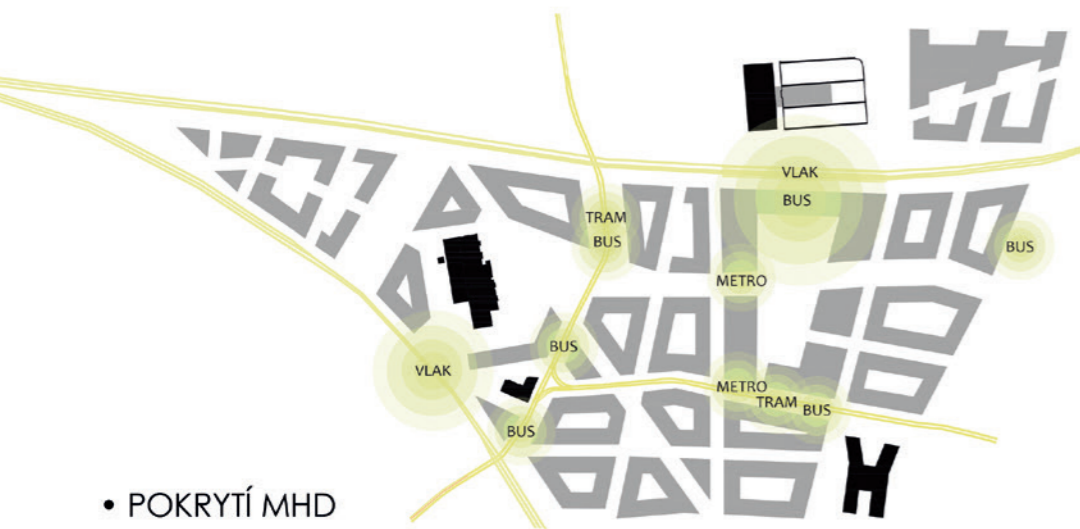 VLAK
BUS
TRAM
BUS
BUS
METRO
BUS
VLAK
METRO
TRAM
BUS
BUS
• POKRYTÍ MHD